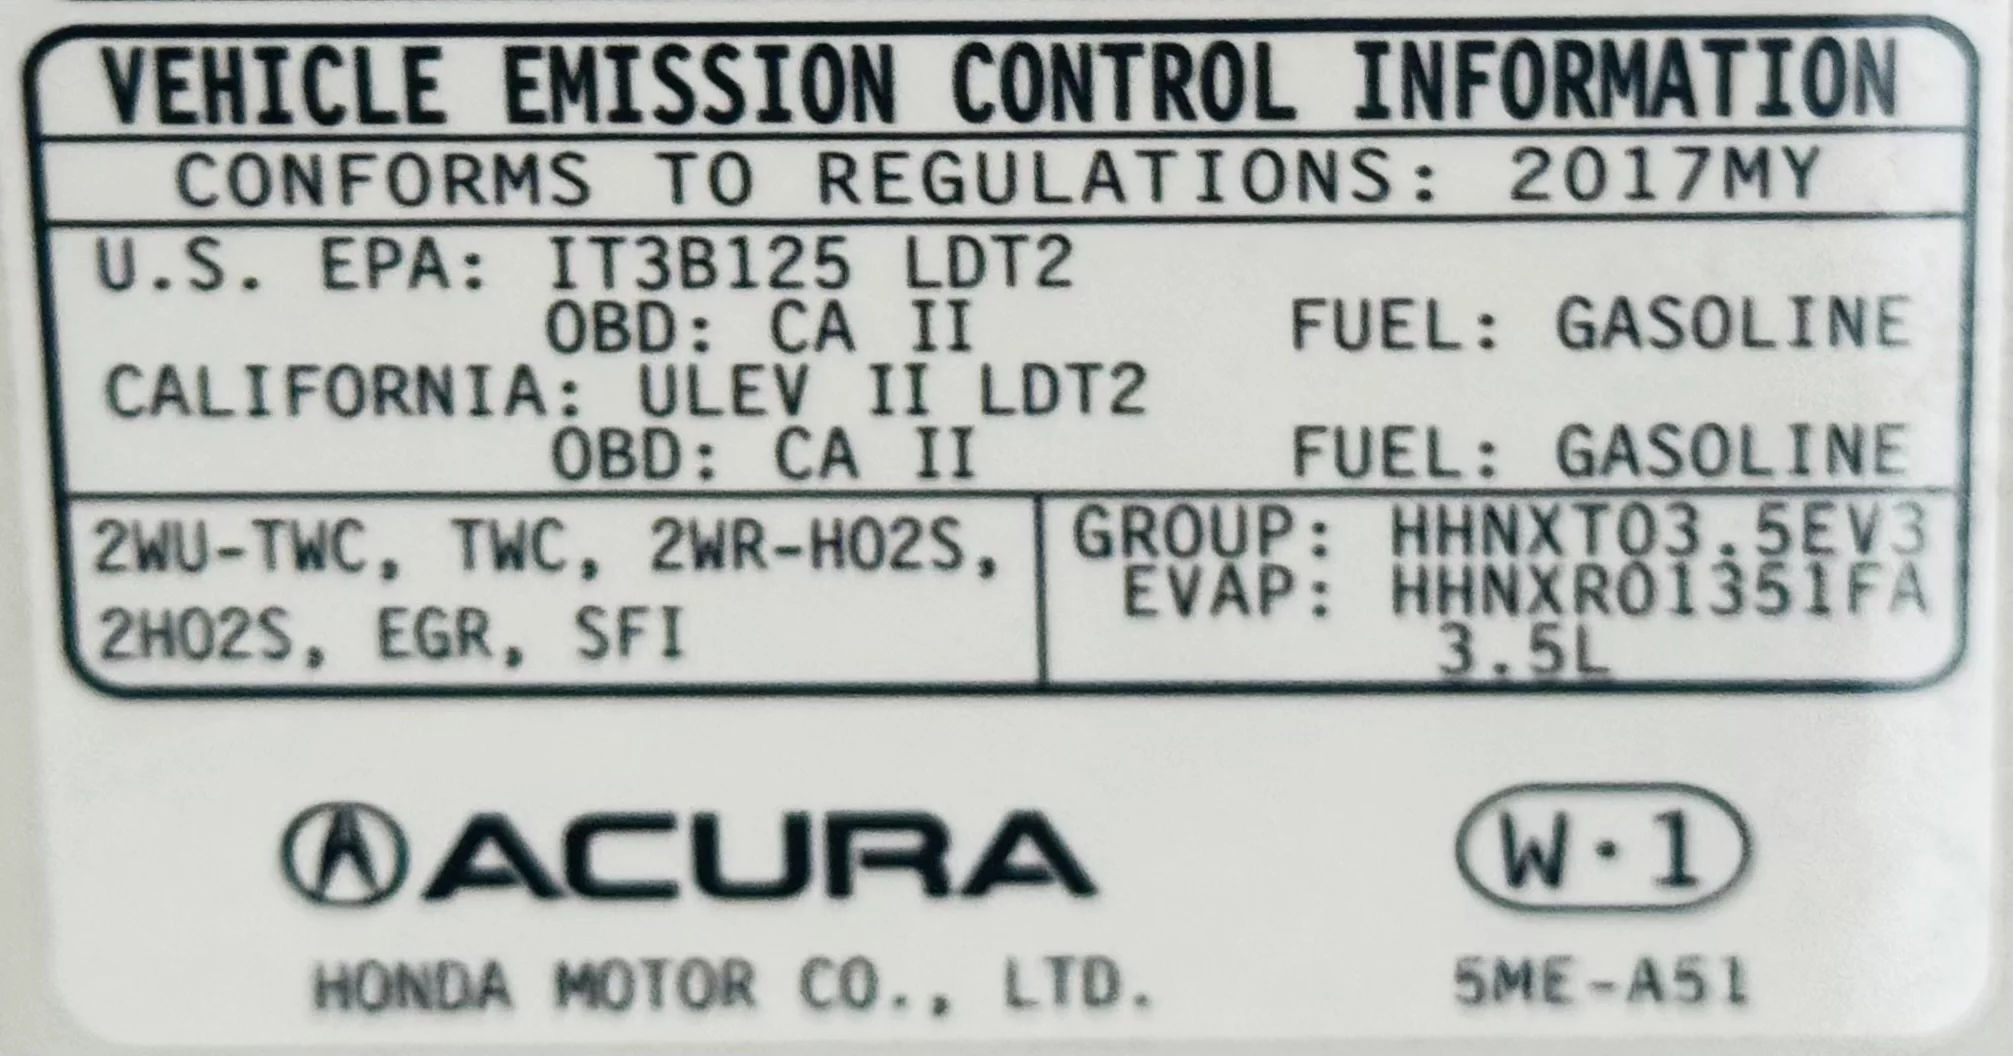 VEHICLE EMISSION CONTROL INFORMATION
CONFORMS TO REGULATIONS: 2017MY
U.S. EPA: IT3B125 LDT2
OBD: CA II FUEL: GASOLINE
CALIFORNIA: ULEV II LDT2
OBD: CA II FUEL: GASOLINE
2WU-TWC, TWC, 2WR-HO2S,
2HO2S, EGR, SFI
GROUP: HHNXT03.5EV3
EVAP: HHNXR01351FA
3.5L
ACURA
HONDA MOTOR CO., LTD.
W·1
5ME-A51